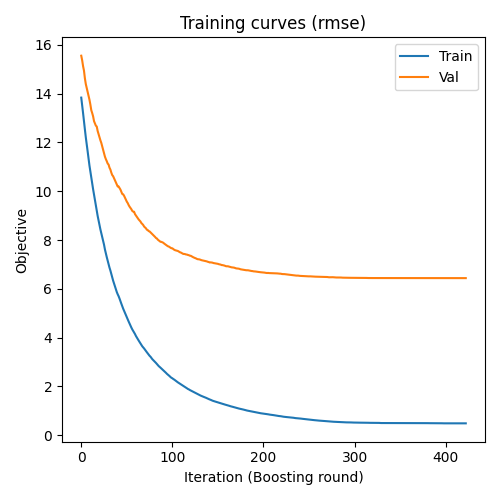 Training curves (rmse)
Train
Val
Objective
16
14
12
10
8
6
4
2
0
0 100 200 300 400
Iteration (Boosting round)